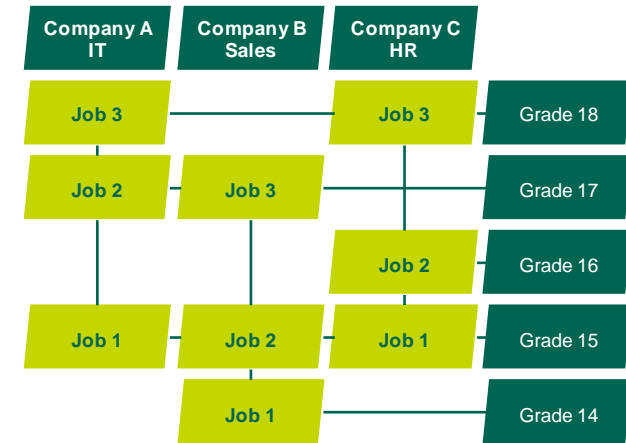 Company A
IT
Company B
Sales
Company C
HR
Job 3
Job 3
Grade 18
Job 2
Job 3
Grade 17
Job 2
Grade 16
Job 1
Job 2
Job 1
Grade 15
Job 1
Grade 14